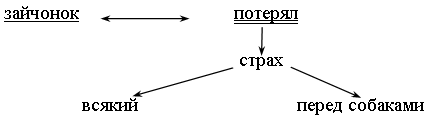 зайчонок потерял
страх
всякий перед собаками